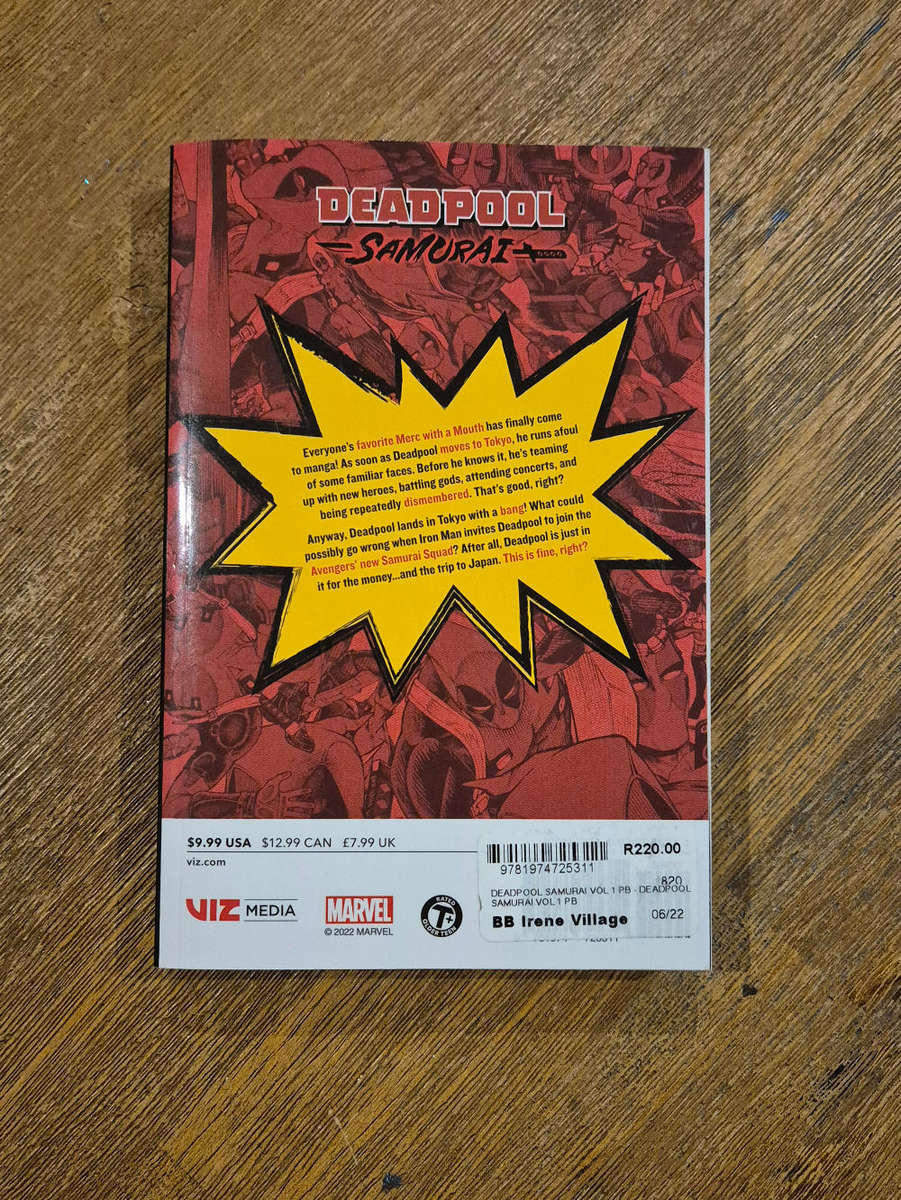 DEADPOOL
SAMURAI
Everyone's favorite Merc with a Mouth has finally come
to manga! As soon as Deadpool moves to Tokyo, he runs afoul
of some familiar faces. Before he knows it, he's teaming
up with new heroes, battling gods, attending concerts, and
being repeatedly dismembered. That's good, right?
Anyway, Deadpool lands in Tokyo with a bang! What could
possibly go wrong when Iron Man invites Deadpool to join the
Avengers' new Samurai Squad? After all, Deadpool is just in
it for the money...and the trip to Japan. This is fine, right?
$9.99 USA $12.99 CAN £7.99 UK
viz.com
VIZ MEDIA
MARVEL
© 2022 MARVEL
RATED
T+
OLDER TEEN
R220.00
9781974725311
820
DEADPOOL SAMURAI VOL 1 PB - DEADPOOL
SAMURAI VOL 1 PB
BB Irene Village 06/22